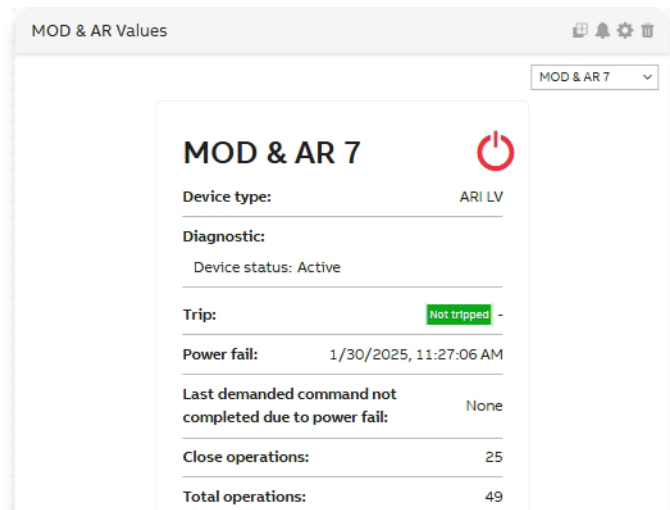 MOD & AR Values
MOD & AR 7
MOD & AR 7
Device type: ARI LV
Diagnostic:
Device status: Active
Trip: Not tripped -
Power fail: 1/30/2025, 11:27:06 AM
Last demanded command not
completed due to power fail: None
Close operations: 25
Total operations: 49